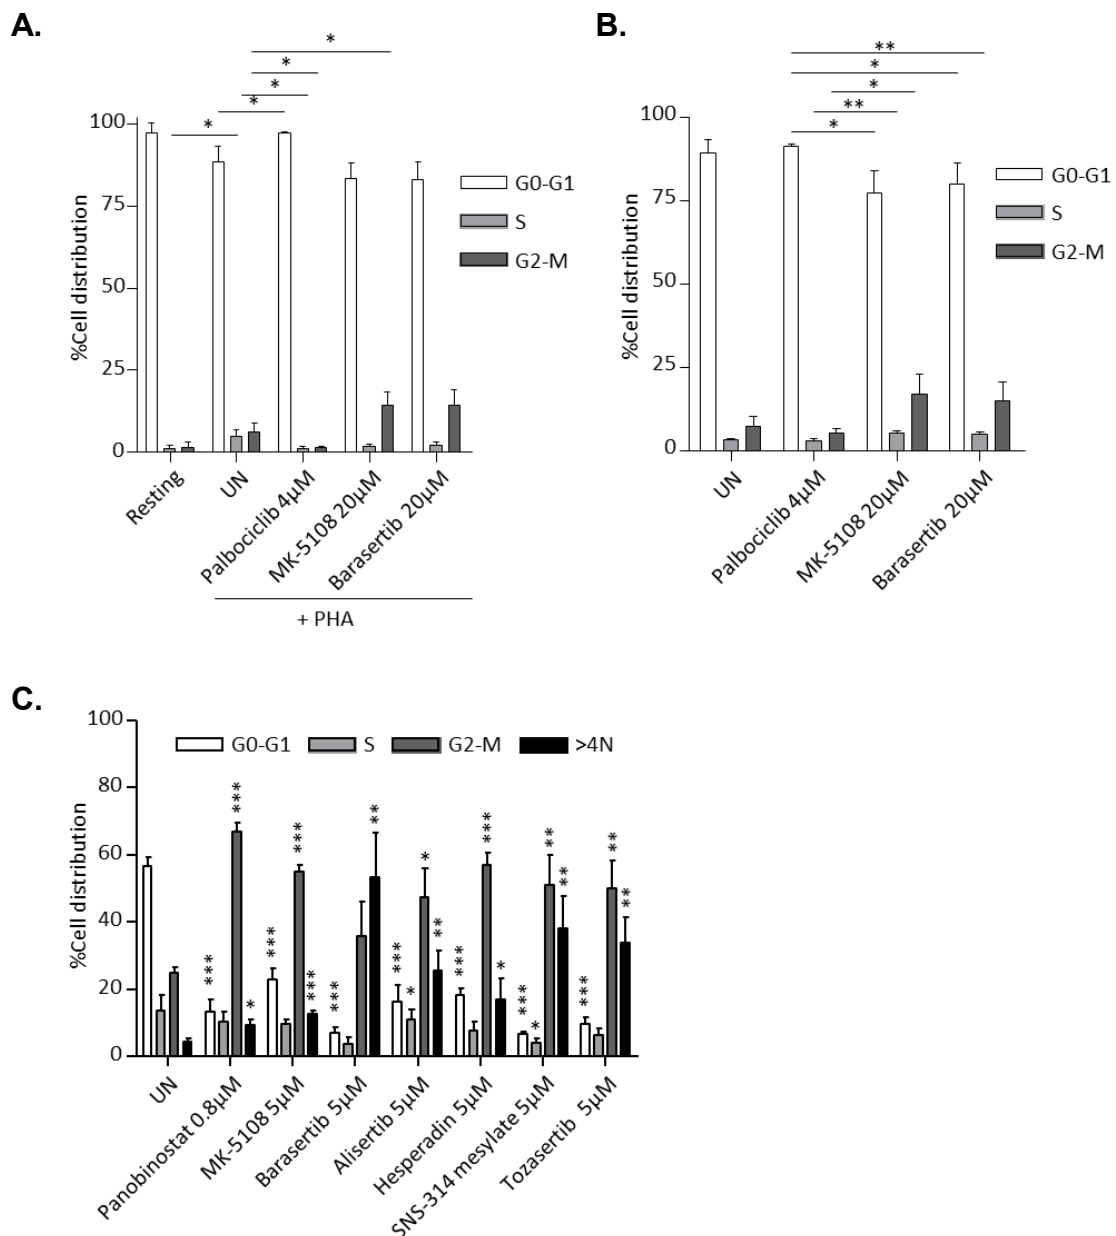 A.
*
*
*
*
*
100
75
50
25
0
%Cell distribution
G0-G1
S
G2-M
Resting
UN
Palbociclib 4μM
MK-5108 20μM
Barasertib 20μM
+ PHA
B.
**
*
*
**
*
100
75
50
25
0
%Cell distribution
G0-G1
S
G2-M
UN
Palbociclib 4μM
MK-5108 20μM
Barasertib 20μM
C.
100
80
60
40
20
0
%Cell distribution
G0-G1 S G2-M >4N
***
***
*
***
***
***
***
**
***
*
*
**
***
***
*
***
*
**
**
***
**
**
UN
Panobinostat 0.8μM
MK-5108 5μM
Barasertib 5μM
Alisertib 5μM
Hesperadin 5μM
SNS-314 mesylate 5μM
Tozasertib 5μM